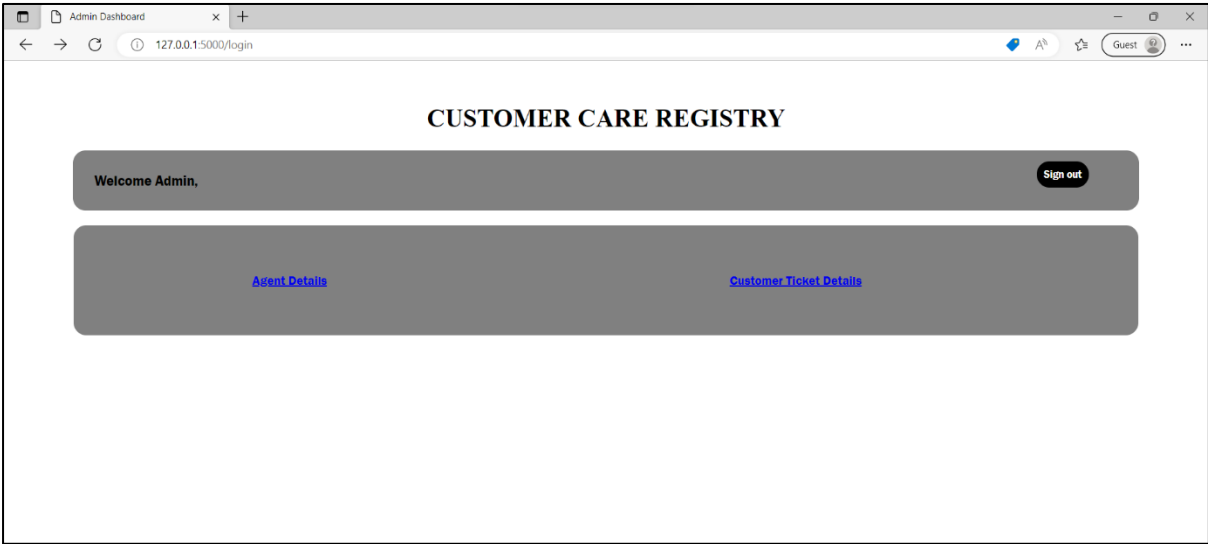 Admin Dashboard
127.0.0.1:5000/login
Guest
CUSTOMER CARE REGISTRY
Welcome Admin,
Sign out
Agent Details
Customer Ticket Details